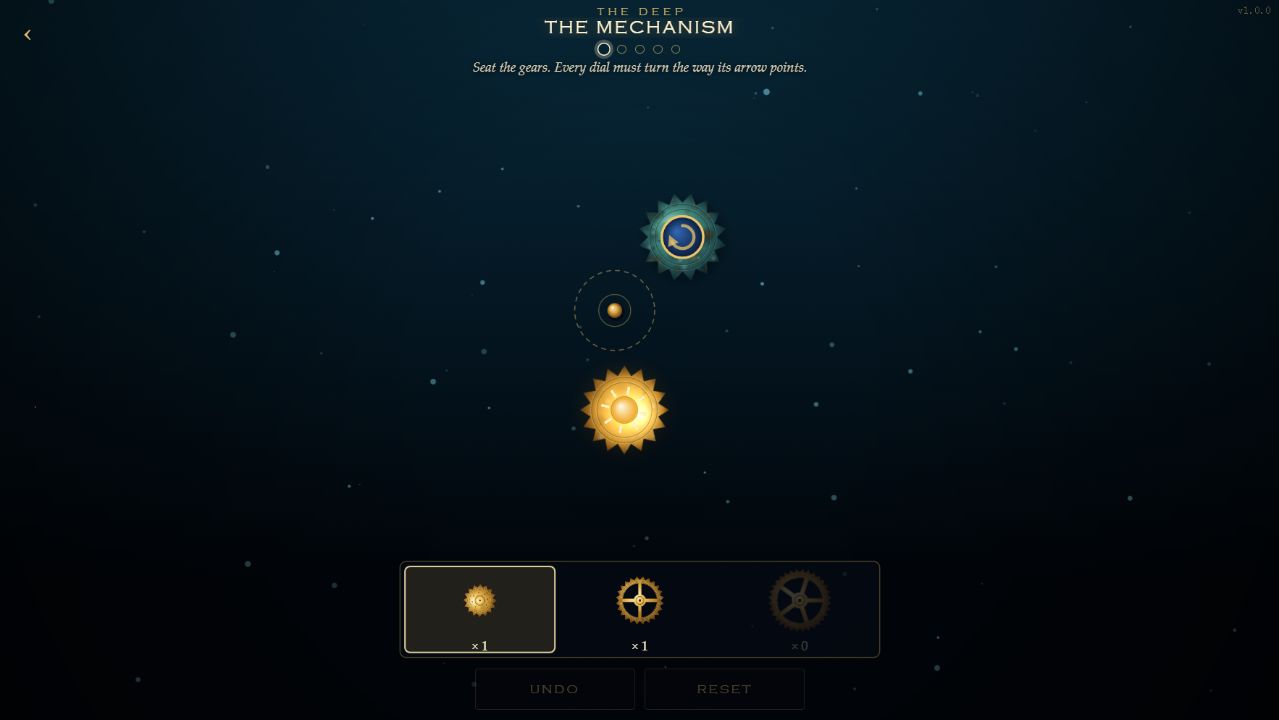 THE DEEP
THE MECHANISM
v1.0.0
Seat the gears. Every dial must turn the way its arrow points.
×1
×1
×0
UNDO
RESET